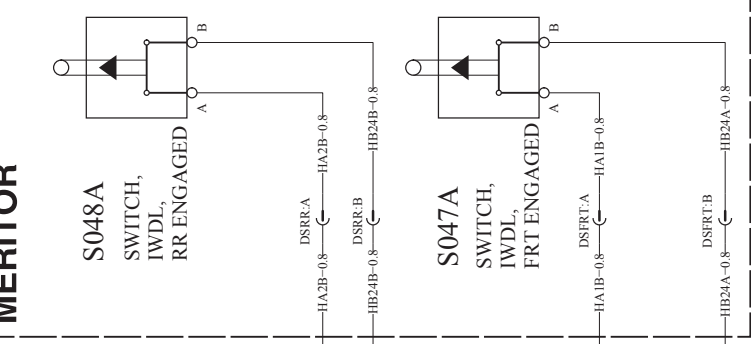 MERITOR
S048A
SWITCH,
IWDL,
RR ENGAGED
A
B
HA2B-0.8
HB24B-0.8
DSRR:A
DSRR:B
HA2B-0.8
HB24B-0.8
S047A
SWITCH,
IWDL,
FRT ENGAGED
A
B
HA1B-0.8
HB24A-0.8
DSFRT:A
DSFRT:B
HA1B-0.8
HB24A-0.8